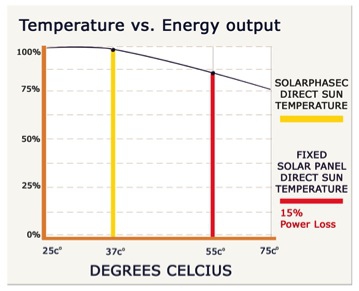 Temperature vs. Energy output
100%
75%
50%
25%
0%
25c°
37c°
55c°
75c°
DEGREES CELCIUS
SOLARPHASEC
DIRECT SUN
TEMPERATURE
FIXED
SOLAR PANEL
DIRECT SUN
TEMPERATURE
15%
Power Loss